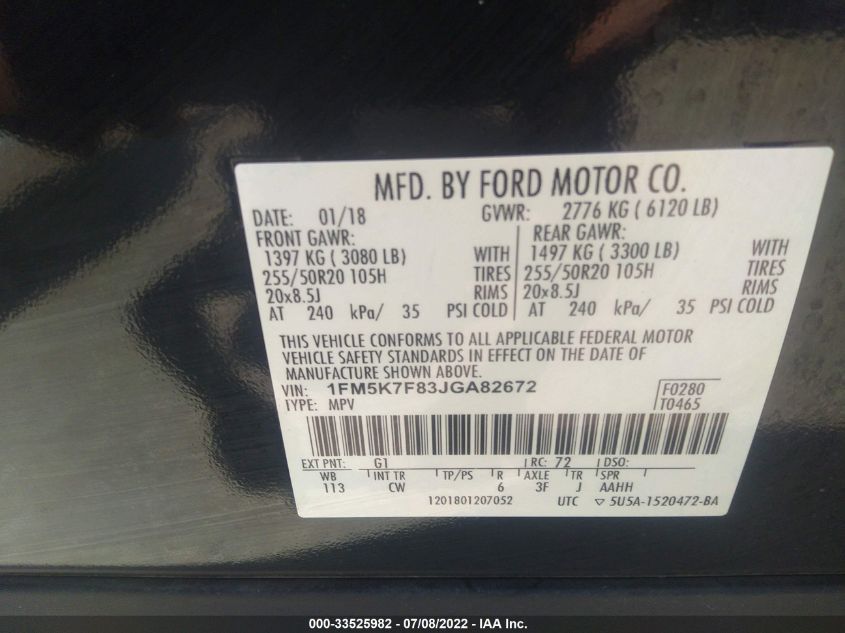 MFD. BY FORD MOTOR CO.
DATE: 01/18 GVWR: 2776 KG ( 6120 LB)
FRONT GAWR: REAR GAWR:
1397 KG ( 3080 LB) WITH 1497 KG ( 3300 LB) WITH
255/50R20 105H TIRES 255/50R20 105H TIRES
20x8.5J RIMS 20x8.5J RIMS
AT 240 kPa/ 35 PSI COLD AT 240 kPa/ 35 PSI COLD
THIS VEHICLE CONFORMS TO ALL APPLICABLE FEDERAL MOTOR
VEHICLE SAFETY STANDARDS IN EFFECT ON THE DATE OF
MANUFACTURE SHOWN ABOVE.
VIN: 1FM5K7F83JGA82672 F0280
TYPE: MPV T0465
EXT PNT: G1 RC: 72 DSO:
WB INT TR TP/PS R AXLE TR SPR
113 CW 6 3F J AAHH
1201801207052 UTC ▽ 5U5A-1520472-BA
000-33525982 - 07/08/2022 - IAA Inc.